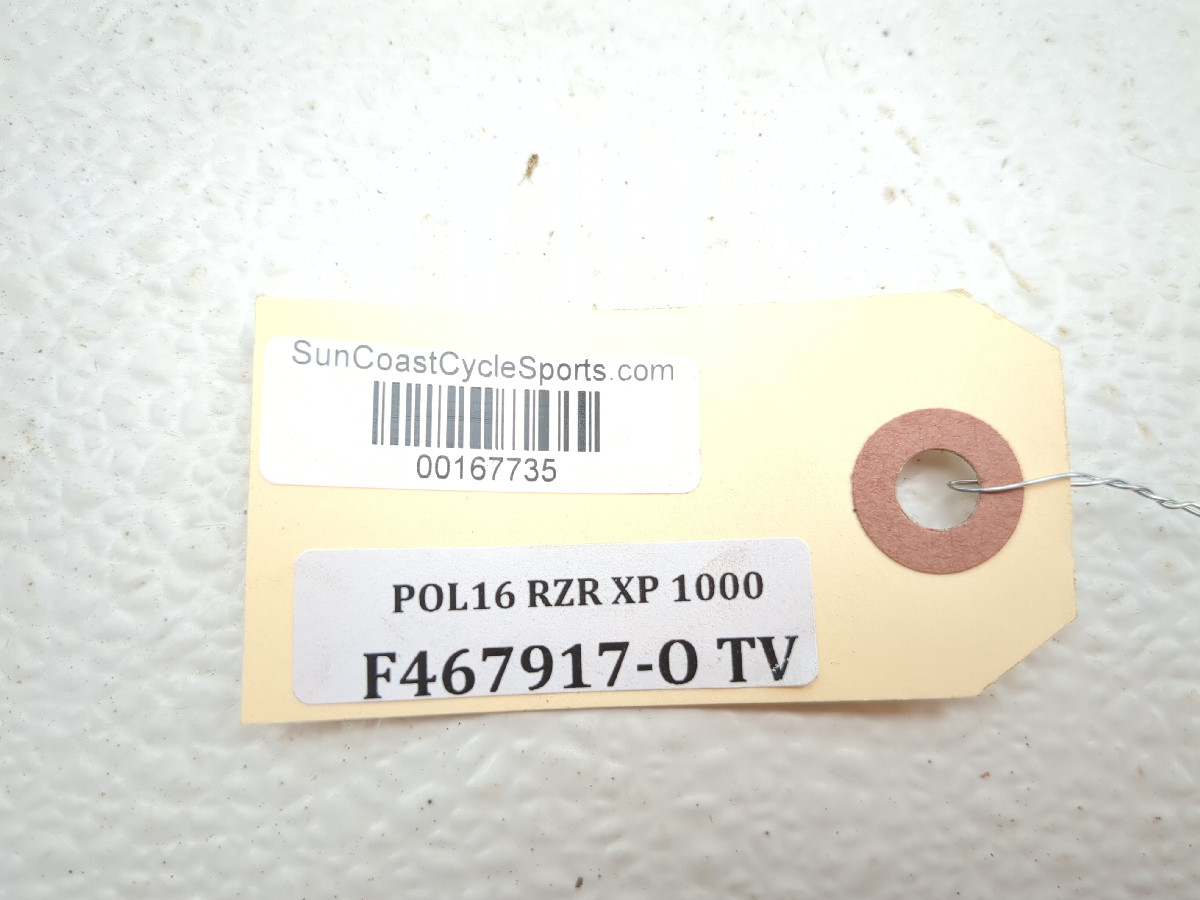 SunCoastCycleSports.com
00167735
POL16 RZR XP 1000
F467917-O TV